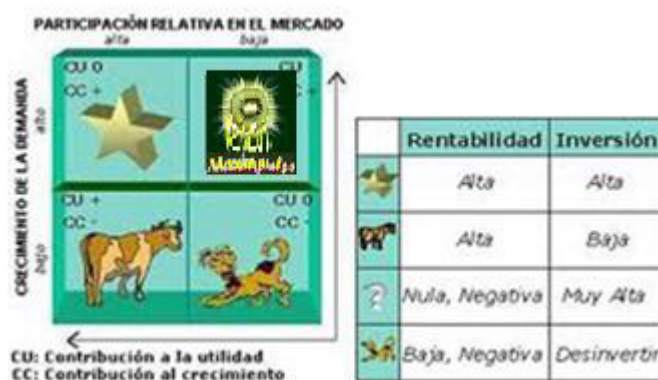 PARTICIPACIÓN RELATIVA EN EL MERCADO
alta baja
CRECIMIENTO DE LA DEMANDA
alto
bajo
CU 0
CC +
CU
CC +
CU +
CC -
CU 0
CC -
CU: Contribución a la utilidad
CC: Contribución al crecimiento
Rentabilidad Inversión
Alta Alta
Alta Baja
? Nula, Negativa Muy Alta
Baja, Negativa Desinvertir